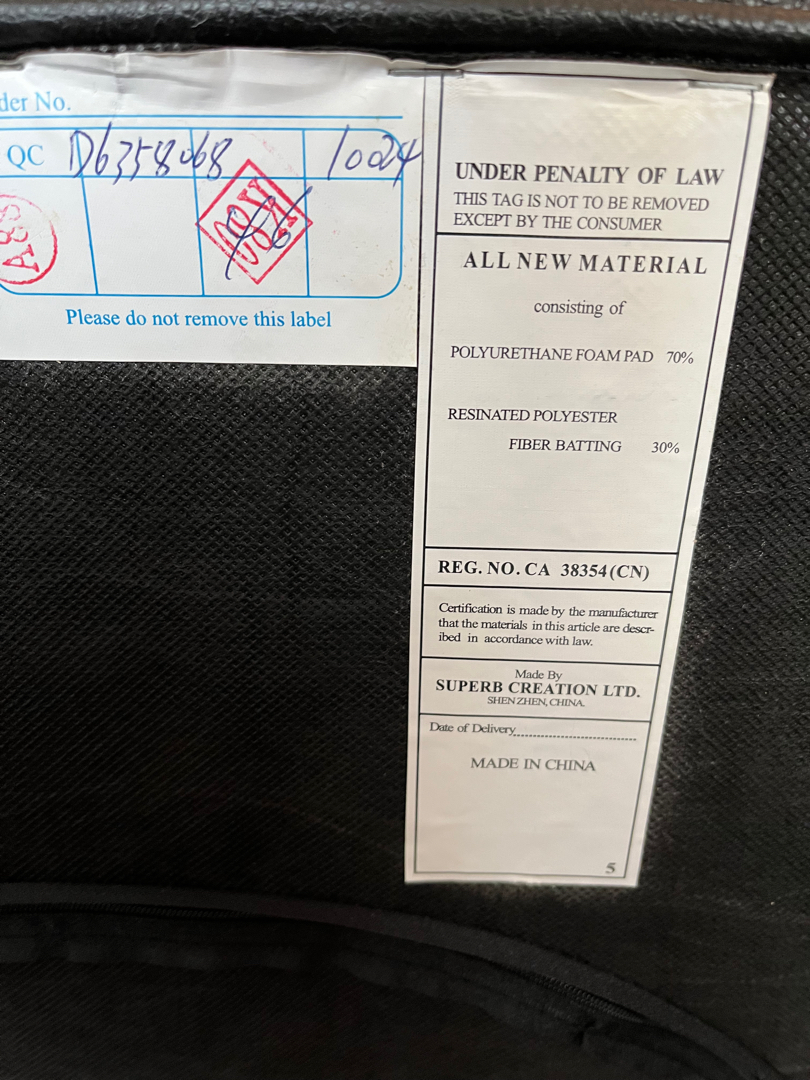 der No.
QC D6358068 10024
A88
Please do not remove this label
UNDER PENALTY OF LAW
THIS TAG IS NOT TO BE REMOVED
EXCEPT BY THE CONSUMER
ALL NEW MATERIAL
consisting of
POLYURETHANE FOAM PAD 70%
RESINATED POLYESTER
FIBER BATTING 30%
REG. NO. CA 38354(CN)
Certification is made by the manufacturer
that the materials in this article are descr-
ibed in accordance with law.
Made By
SUPERB CREATION LTD.
SHENZHEN, CHINA.
Date of Delivery
MADE IN CHINA
5